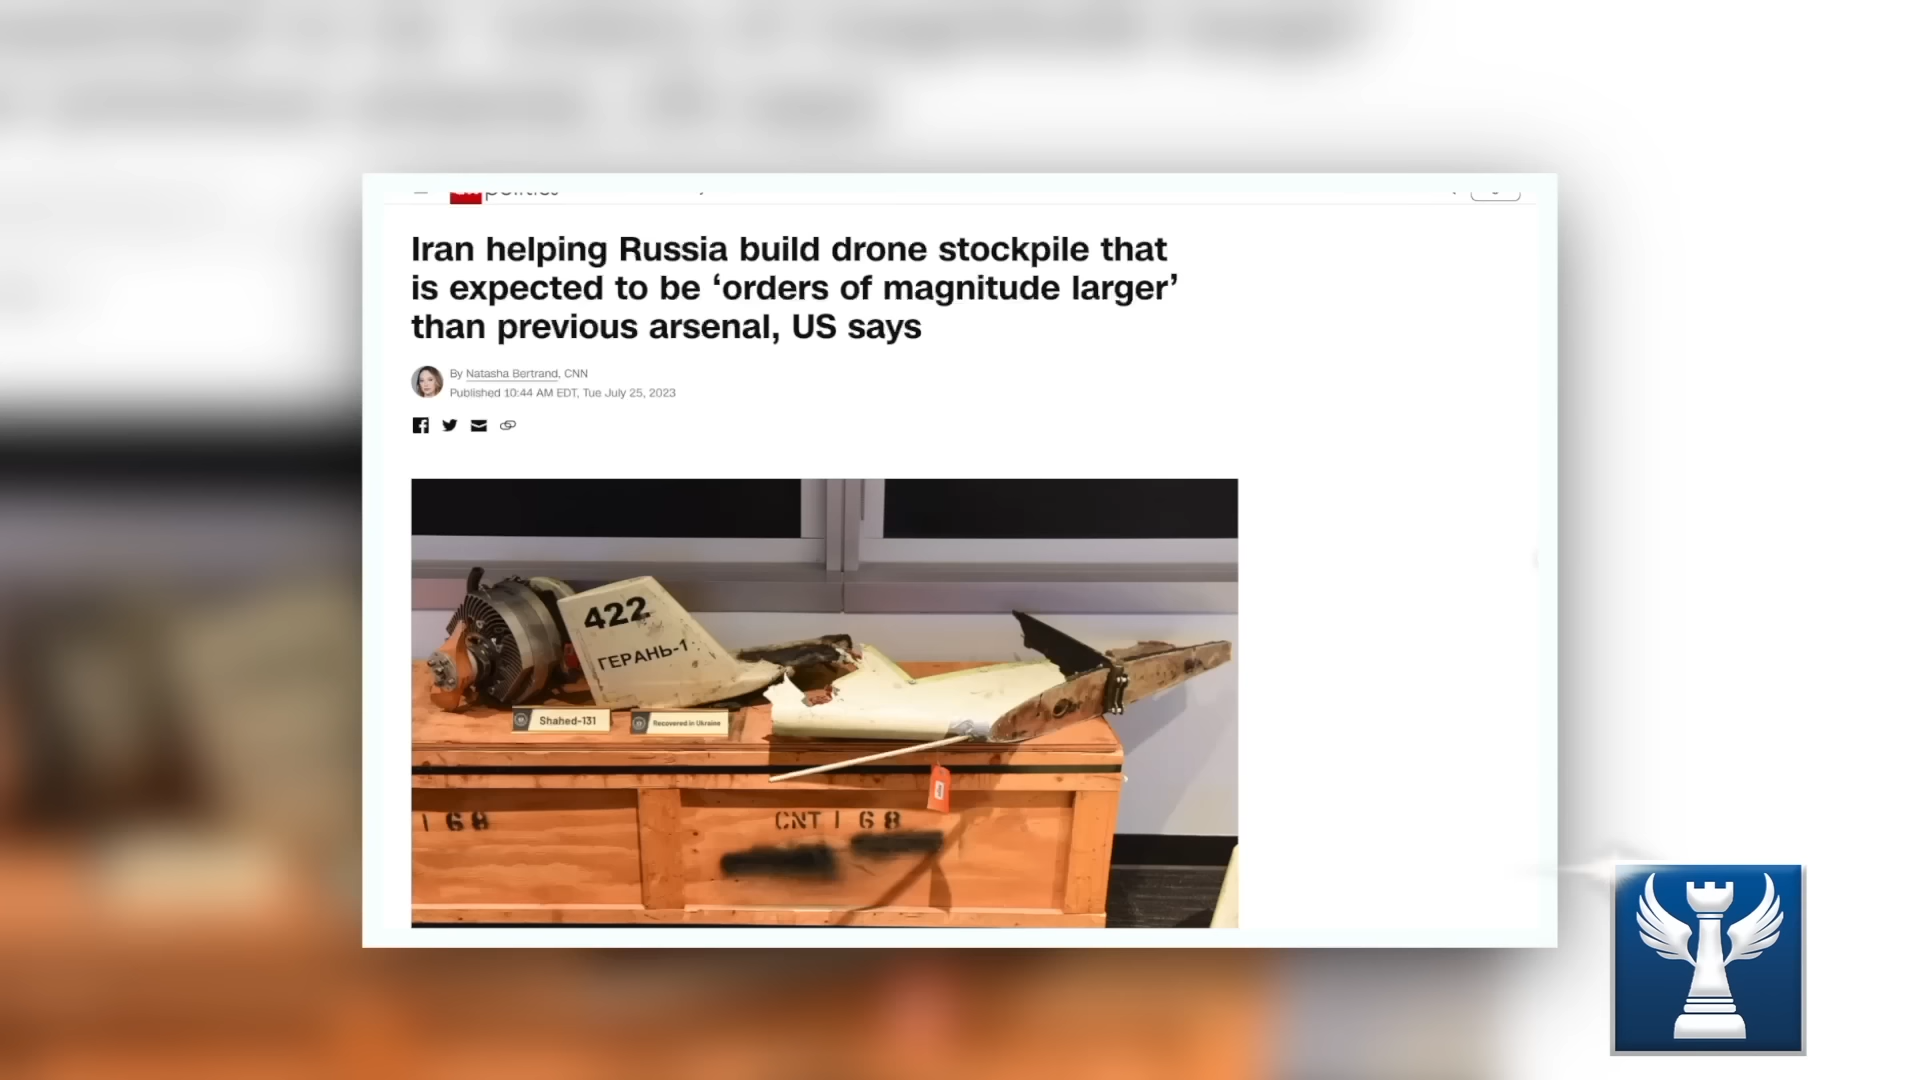 Iran helping Russia build drone stockpile that
is expected to be ‘orders of magnitude larger’
than previous arsenal, US says
By Natasha Bertrand, CNN
Published 10:44 AM EDT, Tue July 25, 2023
422
ГЕРАНЬ-1
Shahed-131
Recovered in Ukraine
168
CNT 168